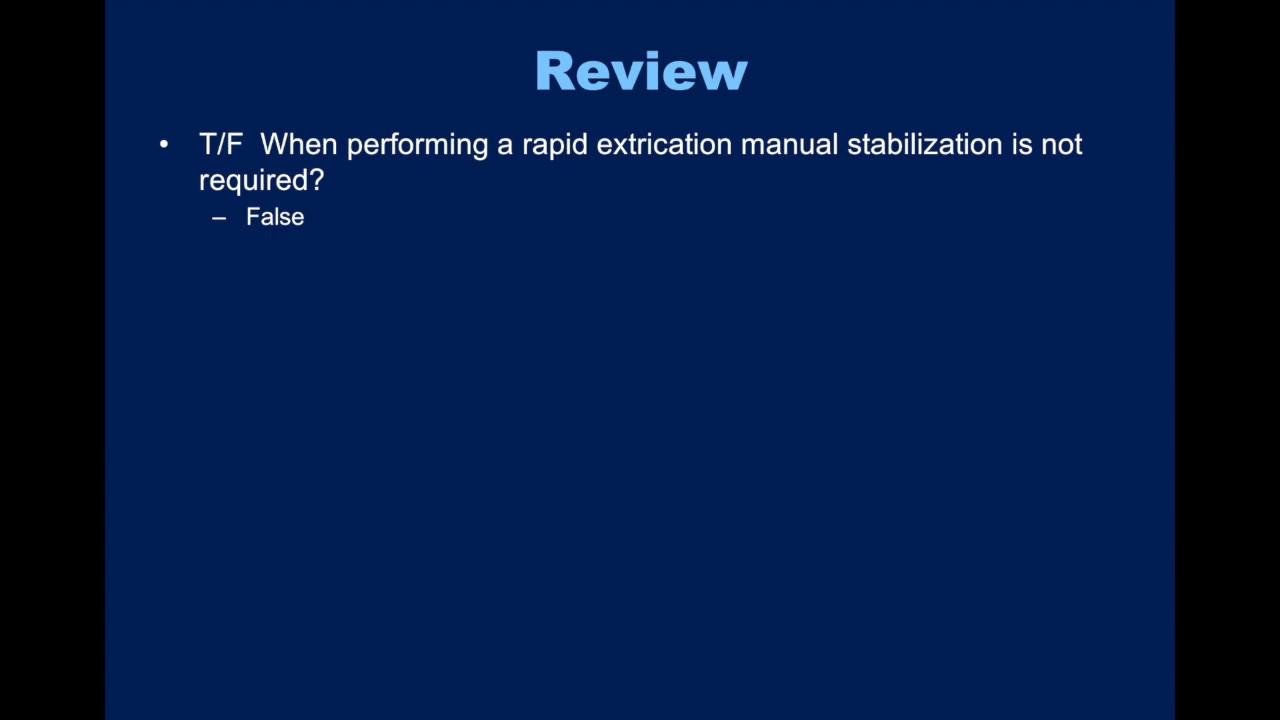 Review
• T/F  When performing a rapid extrication manual stabilization is not
required?
– False